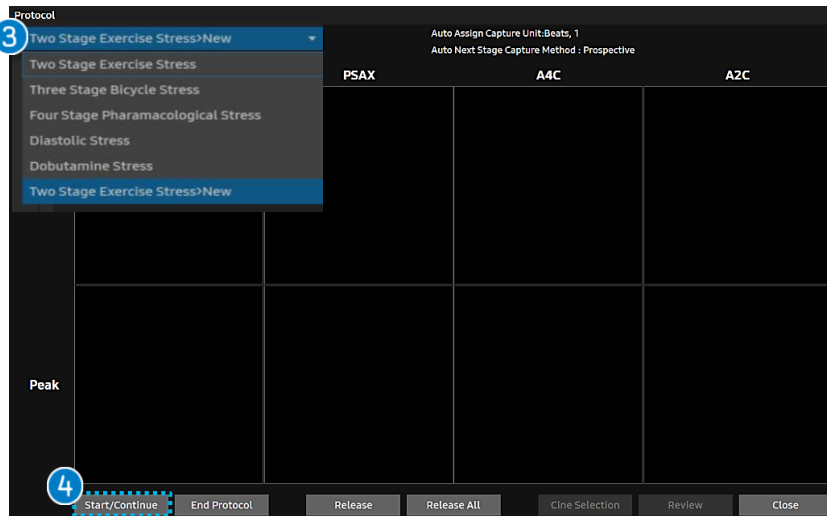 Protocol
3
Two Stage Exercise Stress>New
Auto Assign Capture Unit:Beats, 1
Auto Next Stage Capture Method : Prospective
Two Stage Exercise Stress
Three Stage Bicycle Stress
Four Stage Pharamacological Stress
Diastolic Stress
Dobutamine Stress
Two Stage Exercise Stress>New
PSAX A4C A2C
Peak
4
Start/Continue End Protocol Release Release All Cine Selection Review Close